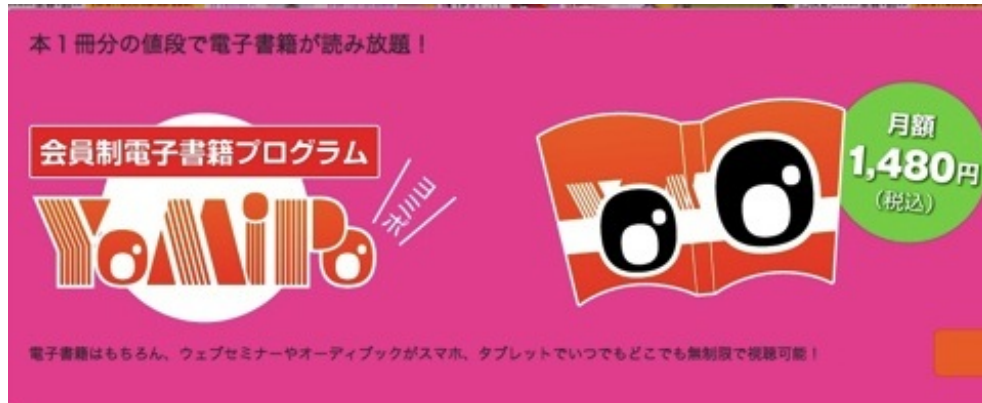 本1冊分の値段で電子書籍が読み放題！
会員制電子書籍プログラム
YoMiPo
ヨミポ
月額
1,480円
(税込)
電子書籍はもちろん、ウェブセミナーやオーディブックがスマホ、タブレットでいつでもどこでも無制限で視聴可能！